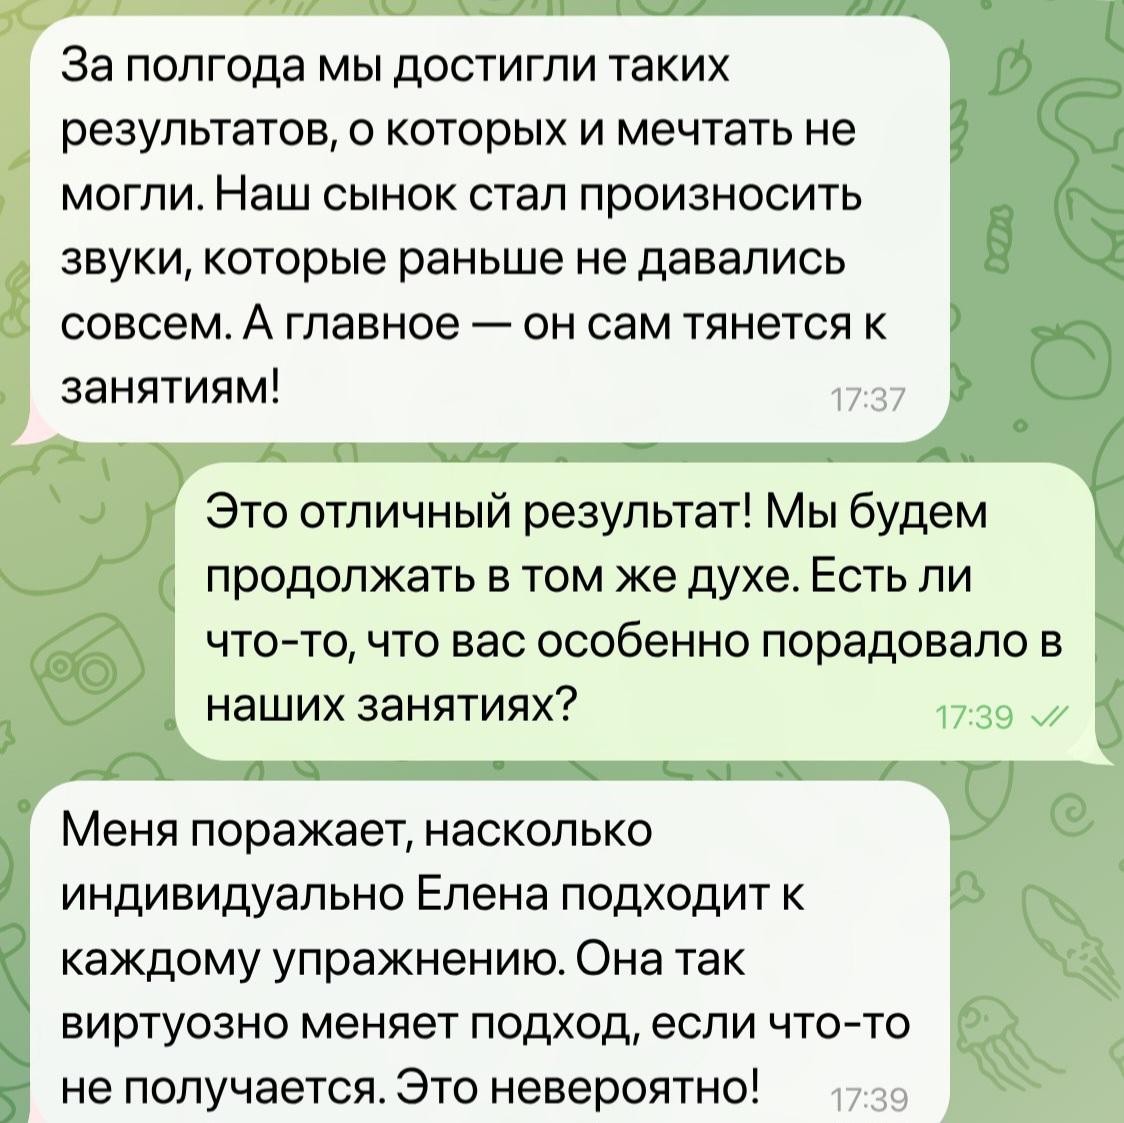 За полгода мы достигли таких
результатов, о которых и мечтать не
могли. Наш сынок стал произносить
звуки, которые раньше не давались
совсем. А главное — он сам тянется к
занятиям!
17:37
Это отличный результат! Мы будем
продолжать в том же духе. Есть ли
что-то, что вас особенно порадовало в
наших занятиях?
17:39
Меня поражает, насколько
индивидуально Елена подходит к
каждому упражнению. Она так
виртуозно меняет подход, если что-то
не получается. Это невероятно!
17:39